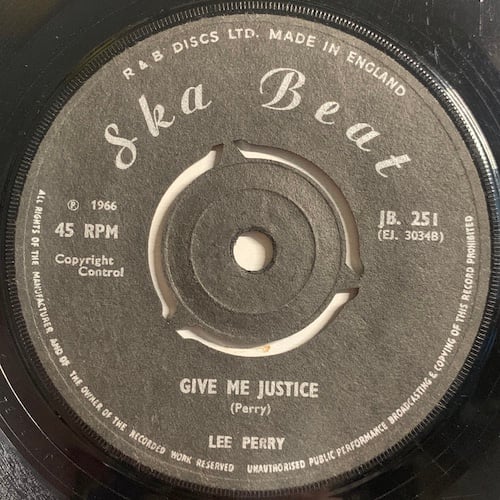 R & B DISCS LTD. MADE IN ENGLAND
Ska Beat
℗ 1966
45 RPM
Copyright
Control
JB. 251
(EJ. 3034B)
GIVE ME JUSTICE
(Perry)
LEE PERRY
ALL RIGHTS OF THE MANUFACTURER AND OF THE OWNER OF THE RECORDED WORK RESERVED UNAUTHORISED PUBLIC PERFORMANCE BROADCASTING & COPYING OF THIS RECORD PROHIBITED